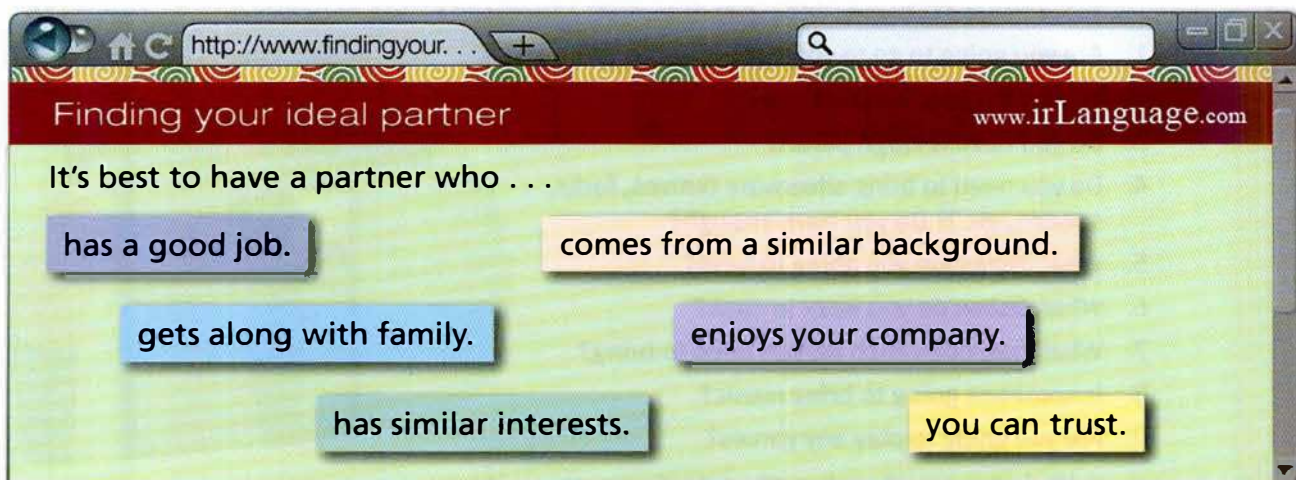 http://www.findingyour. . .
Finding your ideal partner
www.irLanguage.com
It's best to have a partner who . . .
has a good job.
comes from a similar background.
gets along with family.
enjoys your company.
has similar interests.
you can trust.